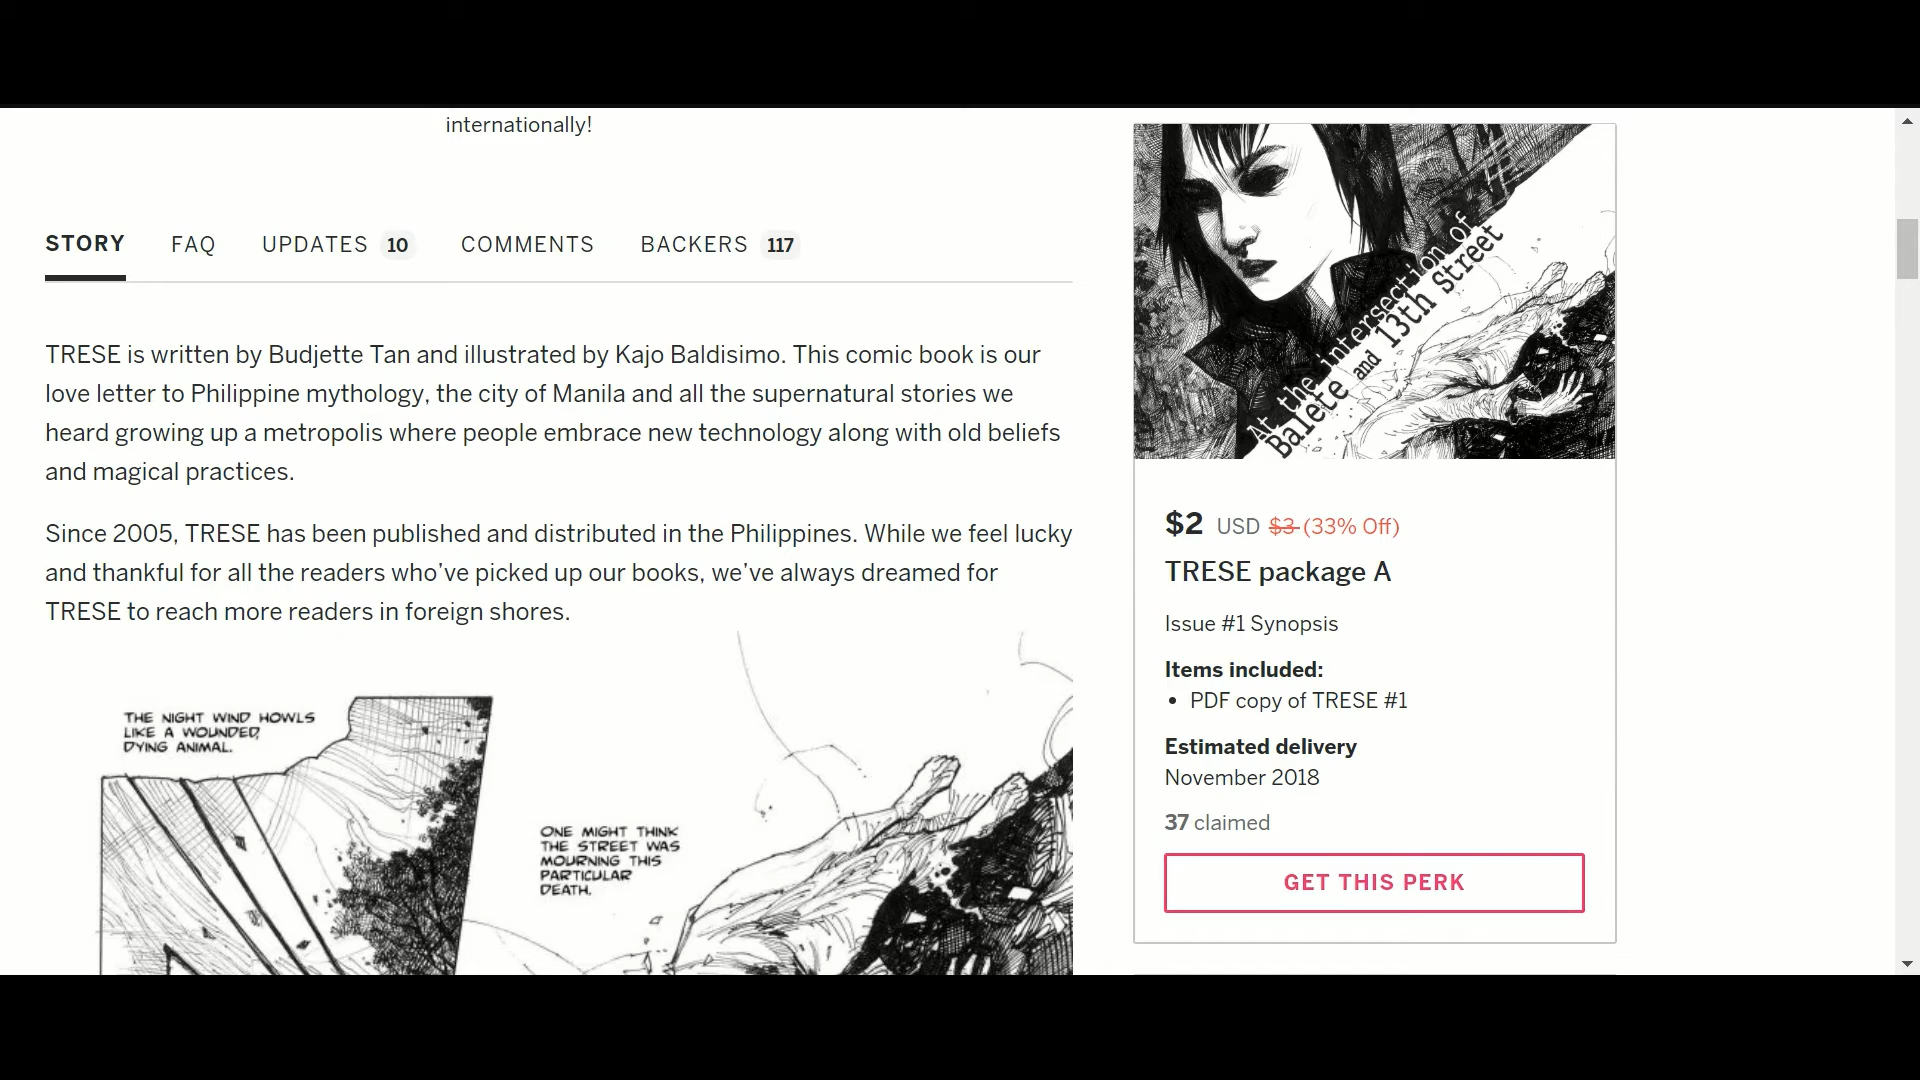 internationally!
STORY FAQ UPDATES 10 COMMENTS BACKERS 117
TRESE is written by Budjette Tan and illustrated by Kajo Baldisimo. This comic book is our
love letter to Philippine mythology, the city of Manila and all the supernatural stories we
heard growing up a metropolis where people embrace new technology along with old beliefs
and magical practices.
Since 2005, TRESE has been published and distributed in the Philippines. While we feel lucky
and thankful for all the readers who’ve picked up our books, we’ve always dreamed for
TRESE to reach more readers in foreign shores.
THE NIGHT WIND HOWLS
LIKE A WOUNDED,
DYING ANIMAL.
ONE MIGHT THINK
THE STREET WAS
MOURNING THIS
PARTICULAR
DEATH.
At the intersection of
Balete and 13th Street
$2 USD $3 (33% Off)
TRESE package A
Issue #1 Synopsis
Items included:
• PDF copy of TRESE #1
Estimated delivery
November 2018
37 claimed
GET THIS PERK